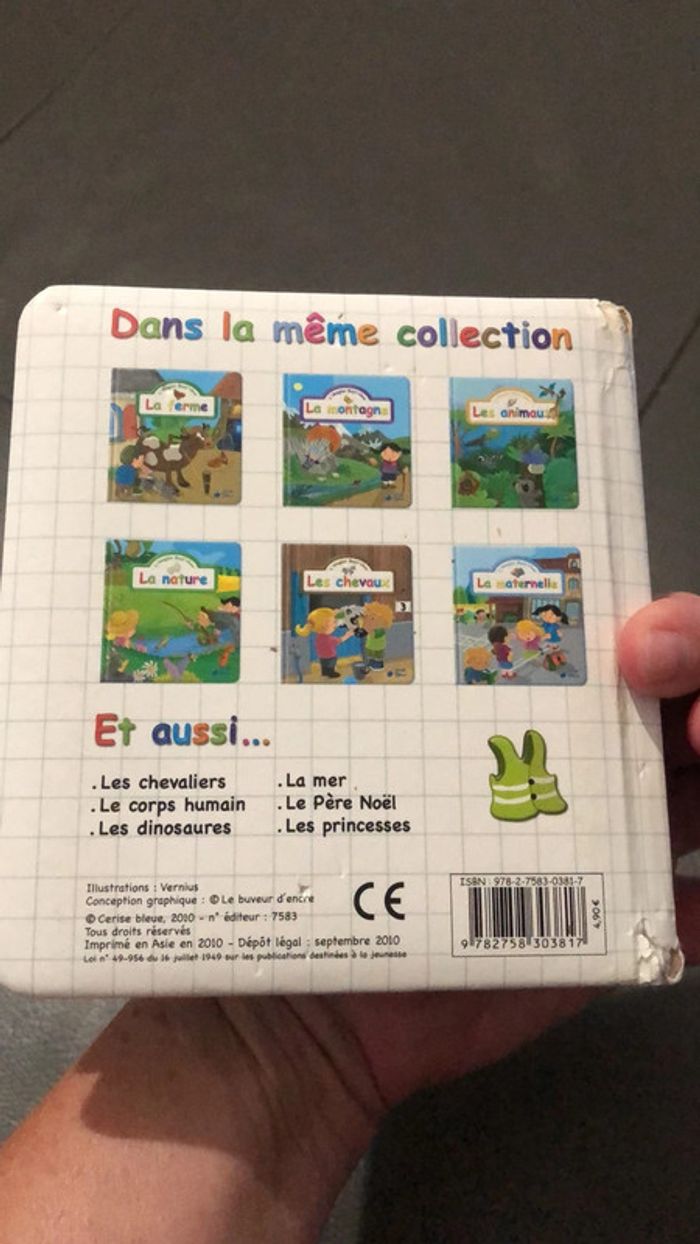 Dans la même collection
La ferme
La montagne
Les animaux
La nature
Les chevaux
La maternelle
Et aussi...
. Les chevaliers
. Le corps humain
. Les dinosaures
. La mer
. Le Père Noël
. Les princesses
Illustrations : Vernius
Conception graphique : © Le buveur d'encre
© Cerise bleue, 2010 - n° éditeur : 7583
Tous droits réservés
Imprimé en Asie en 2010 - Dépôt légal : septembre 2010
Loi n° 49-956 du 16 juillet 1949 sur les publications destinées à la jeunesse
CE
ISBN : 978-2-7583-0381-7
9 782758 303817
4,90 €